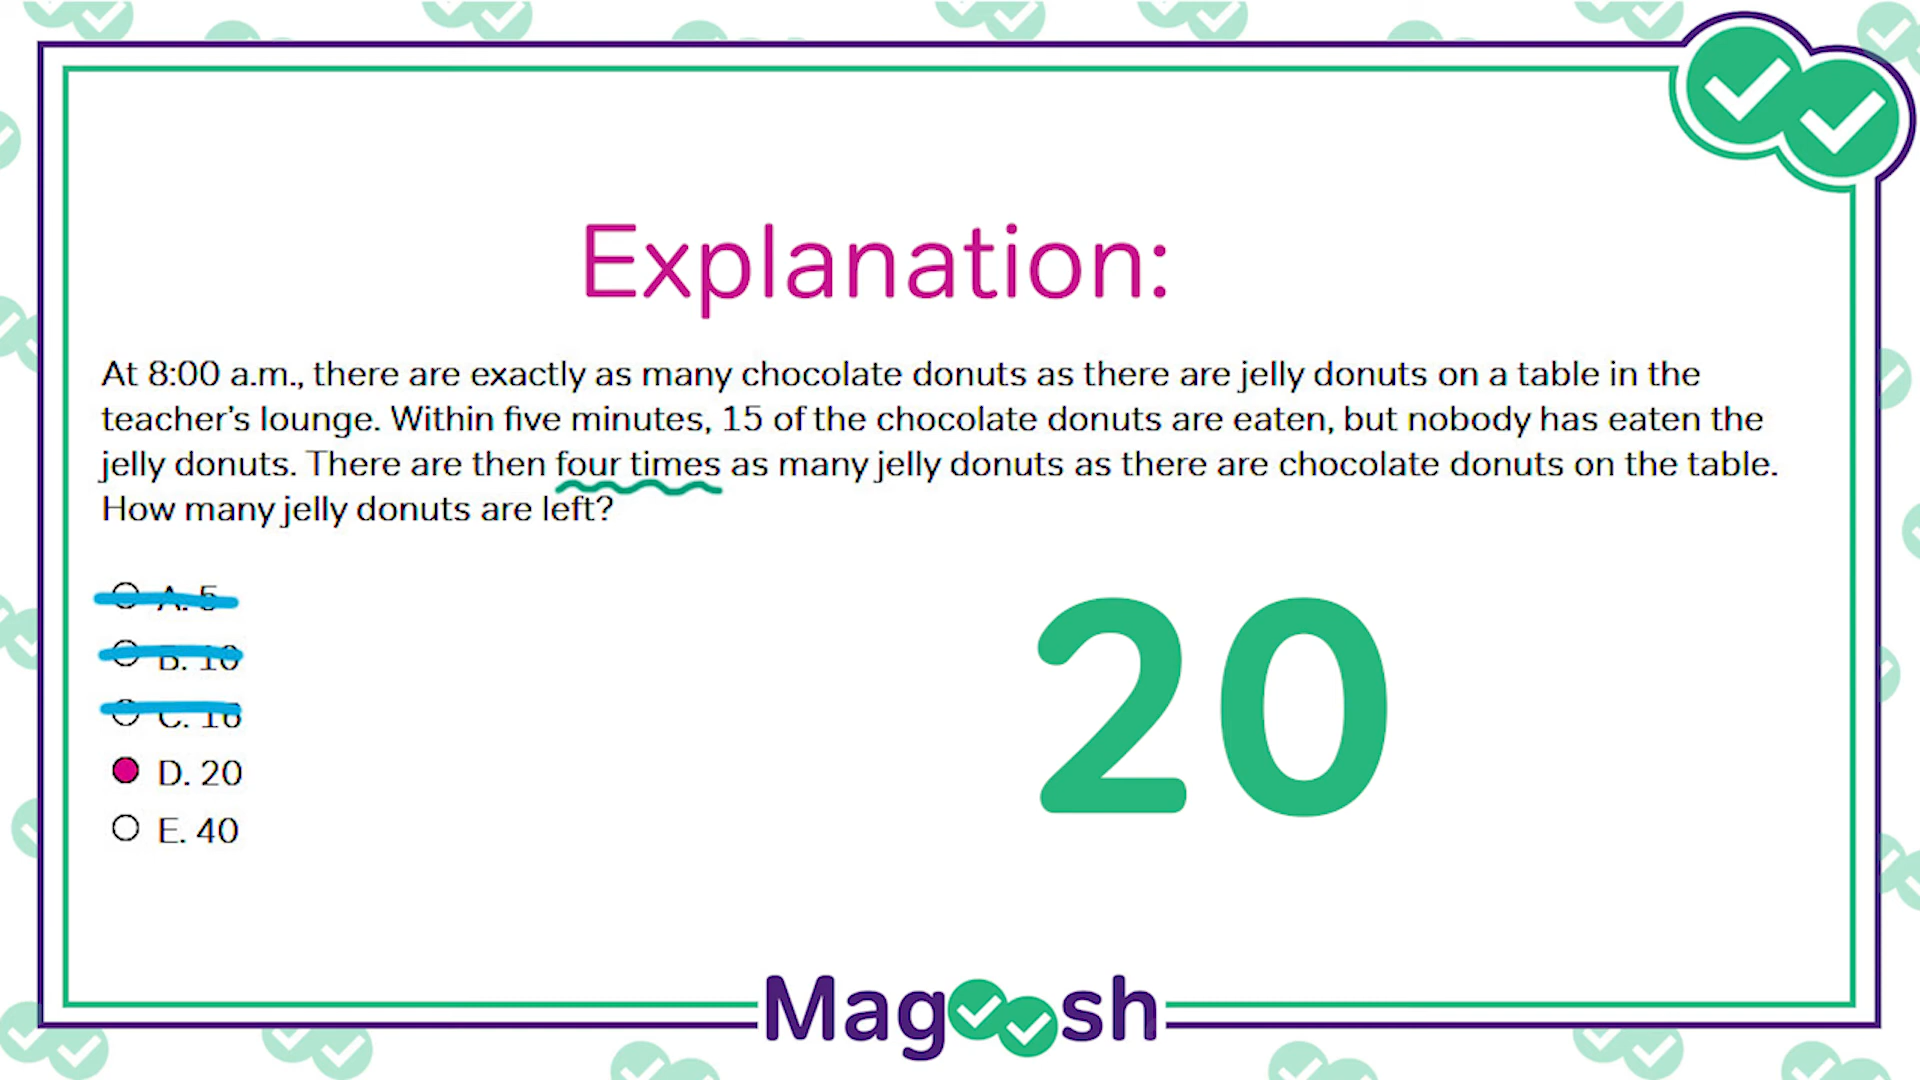 Explanation:
At 8:00 a.m., there are exactly as many chocolate donuts as there are jelly donuts on a table in the
teacher’s lounge. Within five minutes, 15 of the chocolate donuts are eaten, but nobody has eaten the
jelly donuts. There are then four times as many jelly donuts as there are chocolate donuts on the table.
How many jelly donuts are left?
A. 5
B. 10
C. 16
D. 20
E. 40
20
Magoosh